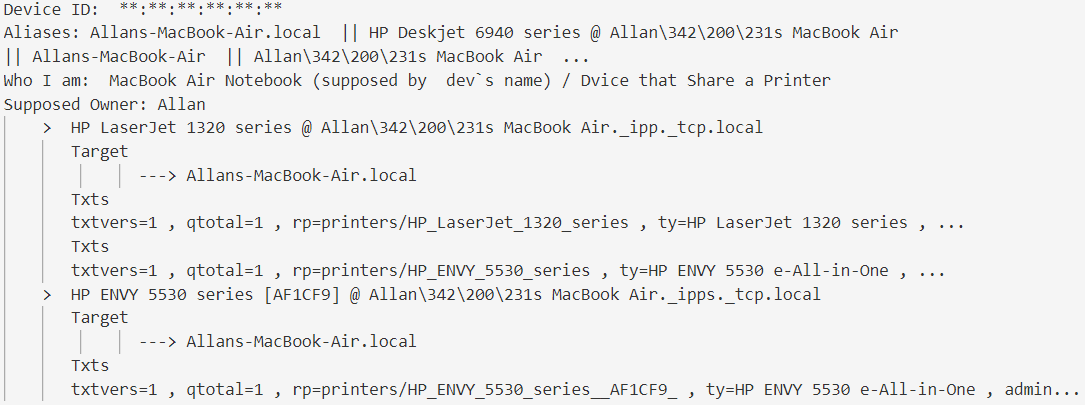 Device ID:  **:**:**:**:**:**
Aliases: Allans-MacBook-Air.local  || HP Deskjet 6940 series @ Allan\342\200\231s MacBook Air
|| Allans-MacBook-Air  || Allan\342\200\231s MacBook Air  ...
Who I am:  MacBook Air Notebook (supposed by  dev`s name) / Dvice that Share a Printer
Supposed Owner: Allan
> HP LaserJet 1320 series @ Allan\342\200\231s MacBook Air._ipp._tcp.local
Target
---> Allans-MacBook-Air.local
Txts
txtvers=1 , qtotal=1 , rp=printers/HP_LaserJet_1320_series , ty=HP LaserJet 1320 series , ...
Txts
txtvers=1 , qtotal=1 , rp=printers/HP_ENVY_5530_series , ty=HP ENVY 5530 e-All-in-One , ...
> HP ENVY 5530 series [AF1CF9] @ Allan\342\200\231s MacBook Air._ipps._tcp.local
Target
---> Allans-MacBook-Air.local
Txts
txtvers=1 , qtotal=1 , rp=printers/HP_ENVY_5530_series__AF1CF9_ , ty=HP ENVY 5530 e-All-in-One , admin...